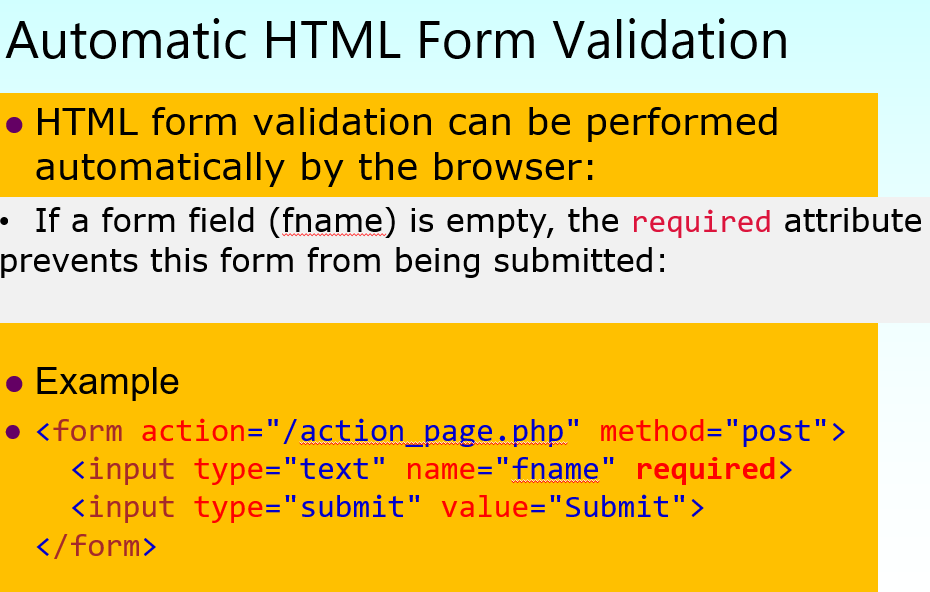 Automatic HTML Form Validation
● HTML form validation can be performed
automatically by the browser:
• If a form field (fname) is empty, the required attribute
prevents this form from being submitted:
● Example
● <form action="/action_page.php" method="post">
  <input type="text" name="fname" required>
  <input type="submit" value="Submit">
</form>